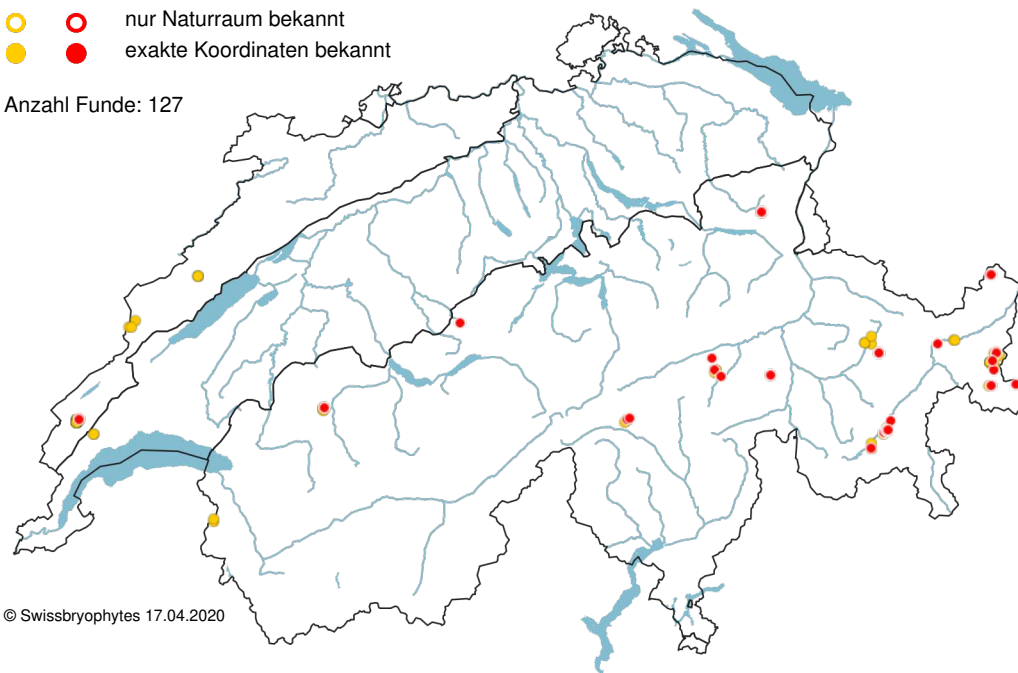 nur Naturraum bekannt
exakte Koordinaten bekannt
Anzahl Funde: 127
© Swissbryophytes 17.04.2020